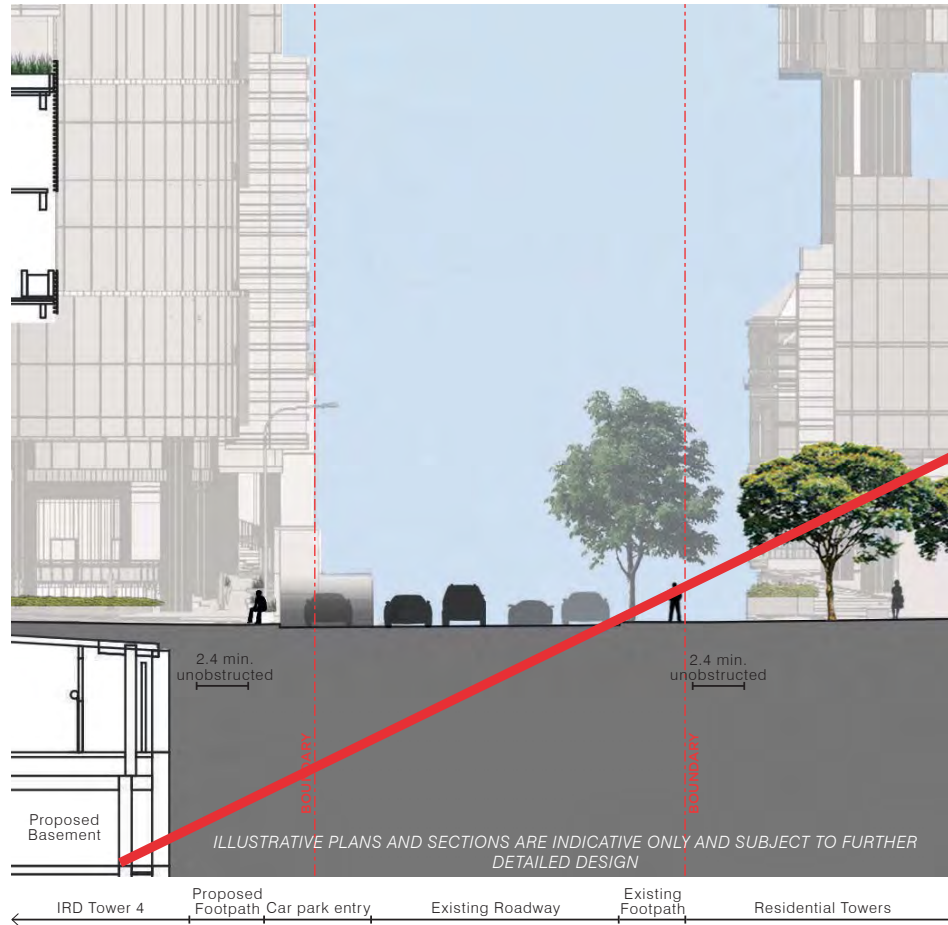 2.4 min.
unobstructed
2.4 min.
unobstructed
BOUNDARY
BOUNDARY
Proposed
Basement
ILLUSTRATIVE PLANS AND SECTIONS ARE INDICATIVE ONLY AND SUBJECT TO FURTHER
DETAILED DESIGN
IRD Tower 4
Proposed
Footpath
Car park entry
Existing Roadway
Existing
Footpath
Residential Towers